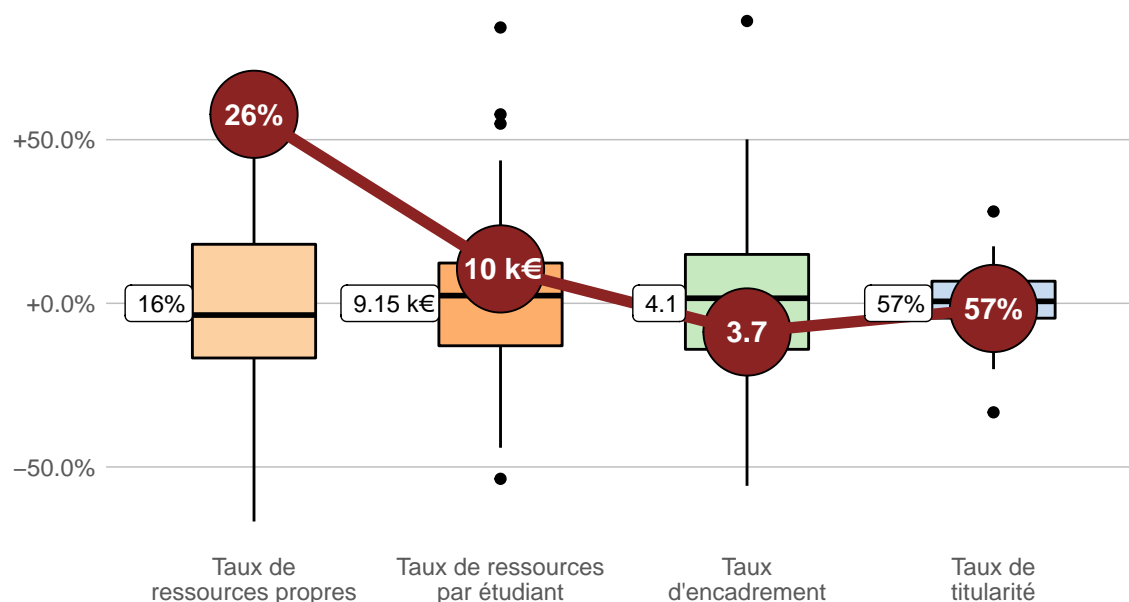 26%
+50.0%
10 k€
16%
9.15 k€
4.1
57%
57%
+0.0%
3.7
−50.0%
Taux de
ressources propres
Taux de ressources
par étudiant
Taux
d'encadrement
Taux de
titularité